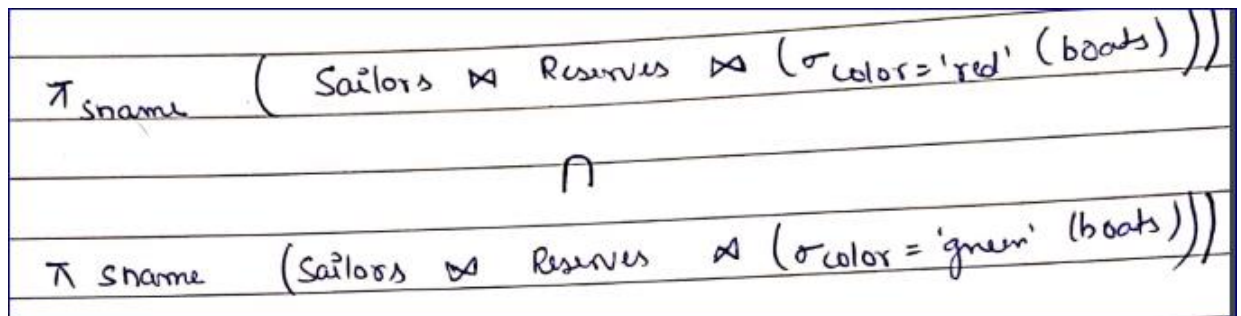 π sname ( Sailors ⋈ Reserves ⋈ (σ color='red' (boats)))
∩
π sname (Sailors ⋈ Reserves ⋈ (σ color = 'green' (boats)))